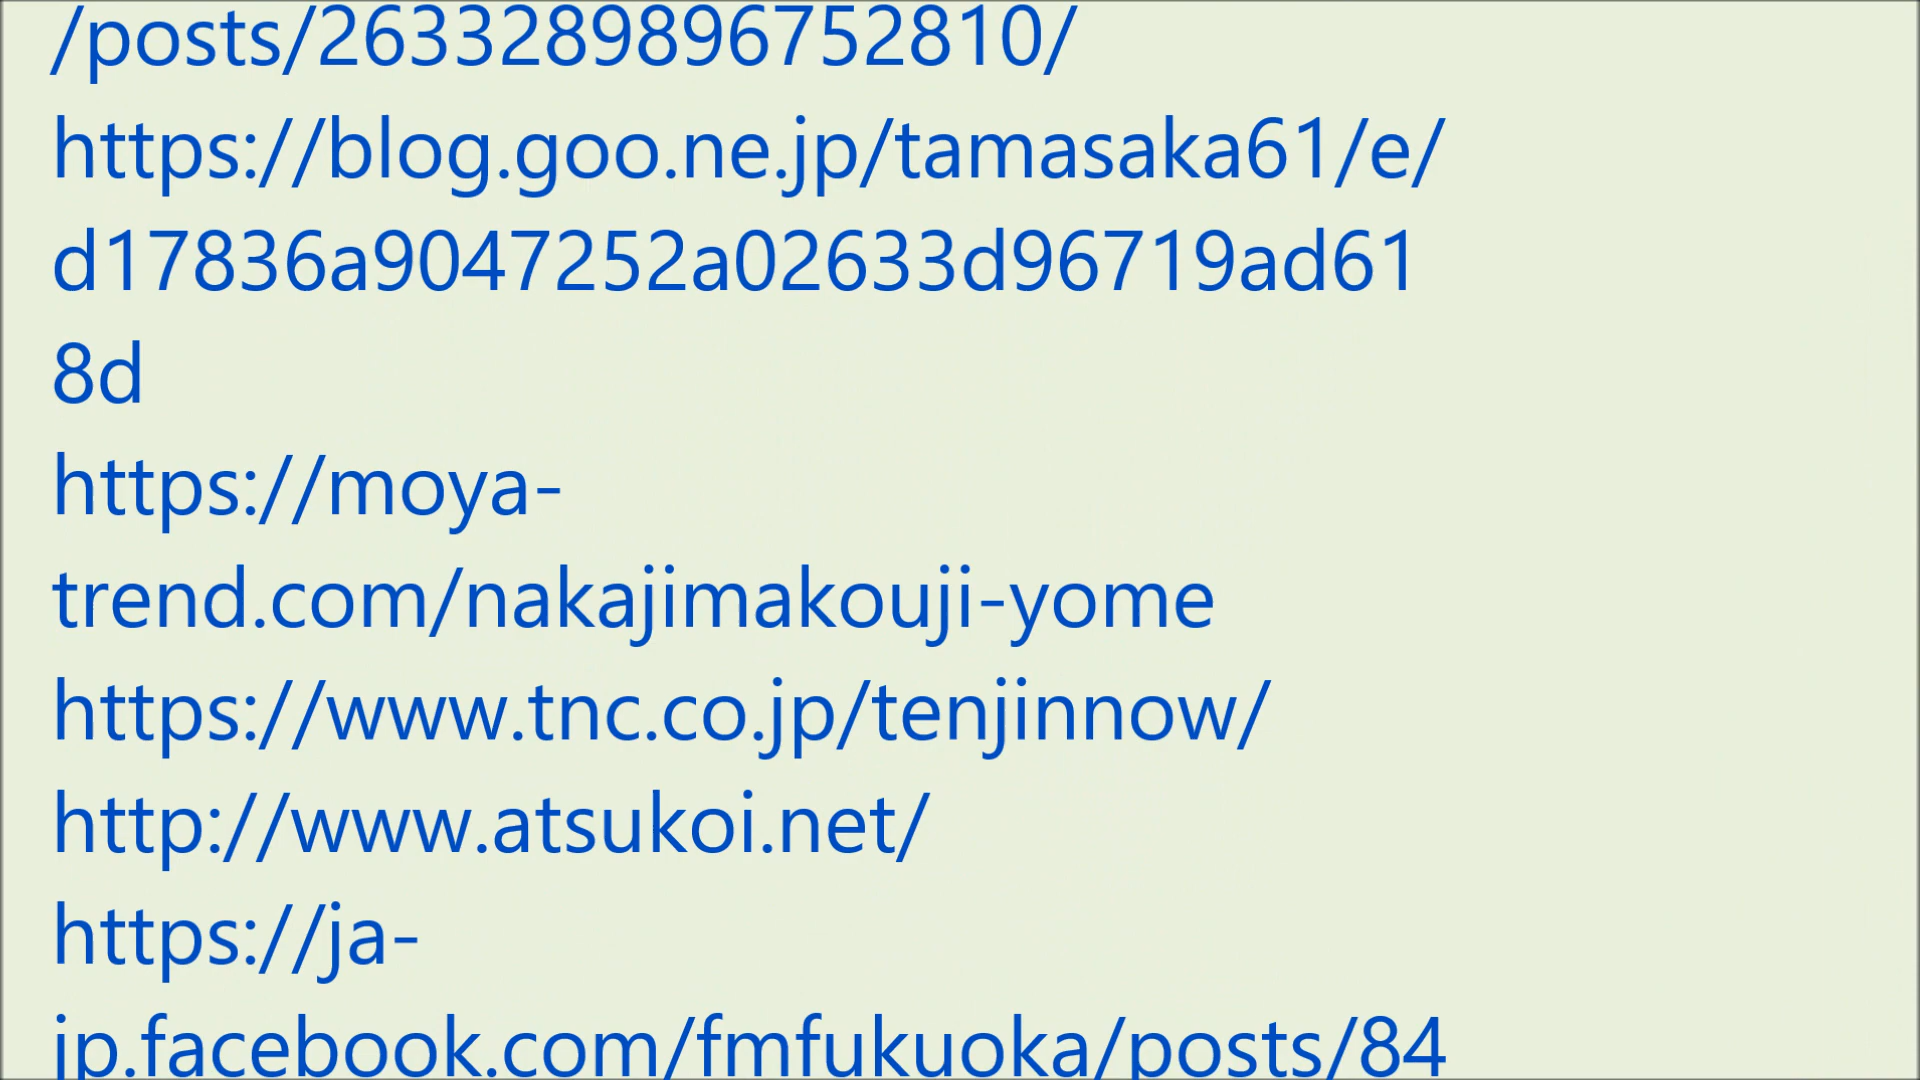 /posts/2633289896752810/
https://blog.goo.ne.jp/tamasaka61/e/
d17836a9047252a02633d96719ad61
8d
https://moya-
trend.com/nakajimakouji-yome
https://www.tnc.co.jp/tenjinnow/
http://www.atsukoi.net/
https://ja-
jp.facebook.com/fmfukuoka/posts/84